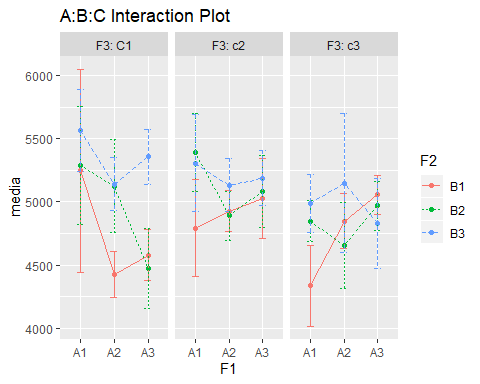 A:B:C Interaction Plot
F3: C1 F3: c2 F3: c3
6000
5500
5000
4500
4000
media
A1 A2 A3 A1 A2 A3 A1 A2 A3
F1
F2
B1
B2
B3